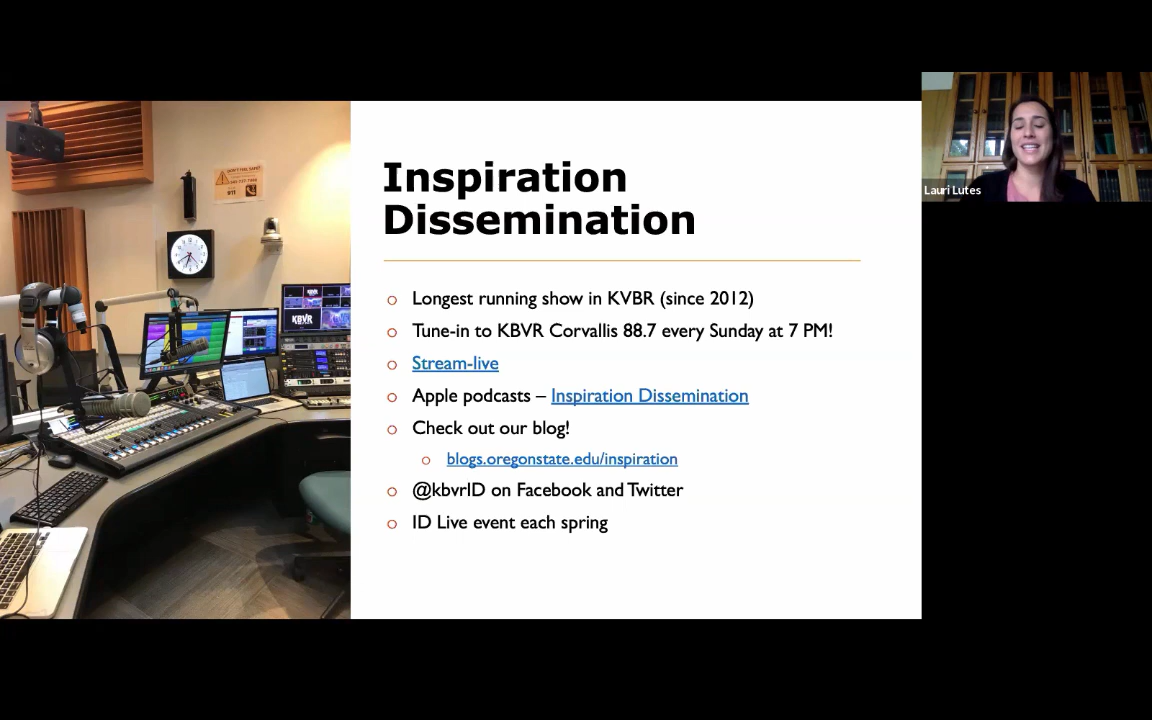 Inspiration
Dissemination
Longest running show in KVBR (since 2012)
Tune-in to KBVR Corvallis 88.7 every Sunday at 7 PM!
Stream-live
Apple podcasts – Inspiration Dissemination
Check out our blog!
blogs.oregonstate.edu/inspiration
@kbvrID on Facebook and Twitter
ID Live event each spring
Lauri Lutes
KBVR